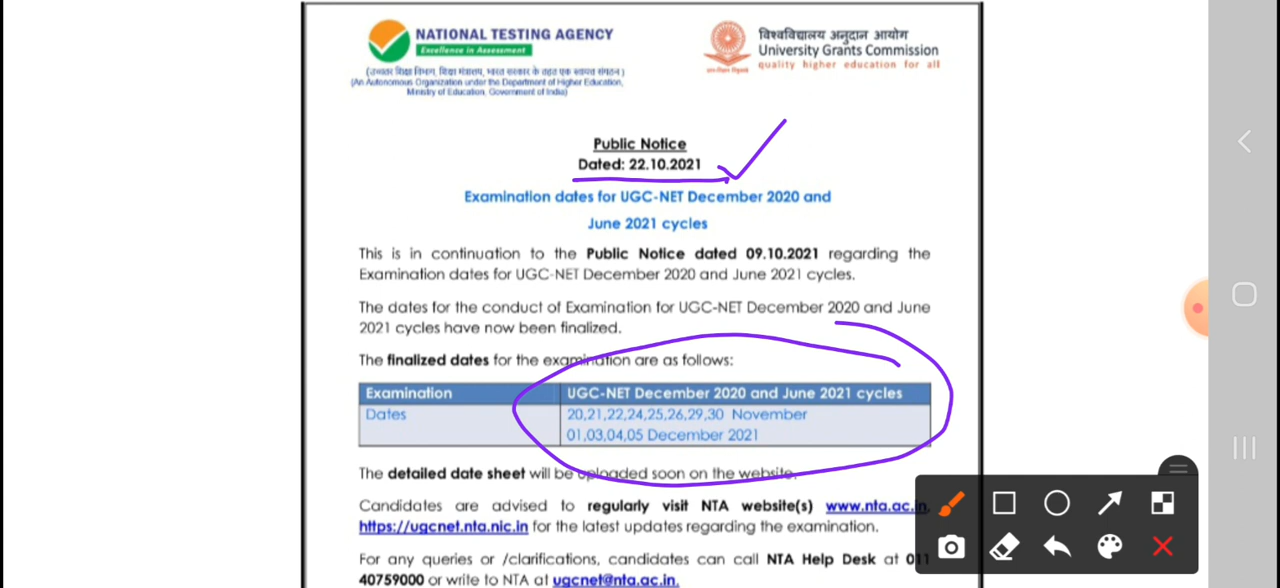 NATIONAL TESTING AGENCY
Excellence in Assessment
(उच्चतर शिक्षा विभाग, शिक्षा मंत्रालय, भारत सरकार के तहत एक स्वायत्त संगठन)
(An Autonomous Organization under the Department of Higher Education,
Ministry of Education, Government of India)
विश्वविद्यालय अनुदान आयोग
University Grants Commission
quality higher education for all
Public Notice
Dated: 22.10.2021
Examination dates for UGC-NET December 2020 and
June 2021 cycles
This is in continuation to the Public Notice dated 09.10.2021 regarding the
Examination dates for UGC-NET December 2020 and June 2021 cycles.
The dates for the conduct of Examination for UGC-NET December 2020 and June
2021 cycles have now been finalized.
The finalized dates for the examination are as follows:
Examination UGC-NET December 2020 and June 2021 cycles
Dates 20,21,22,24,25,26,29,30 November
01,03,04,05 December 2021
The detailed date sheet will be uploaded soon on the website.
Candidates are advised to regularly visit NTA website(s) www.nta.ac.in,
https://ugcnet.nta.nic.in for the latest updates regarding the examination.
For any queries or /clarifications, candidates can call NTA Help Desk at 011
40759000 or write to NTA at ugcnet@nta.ac.in.